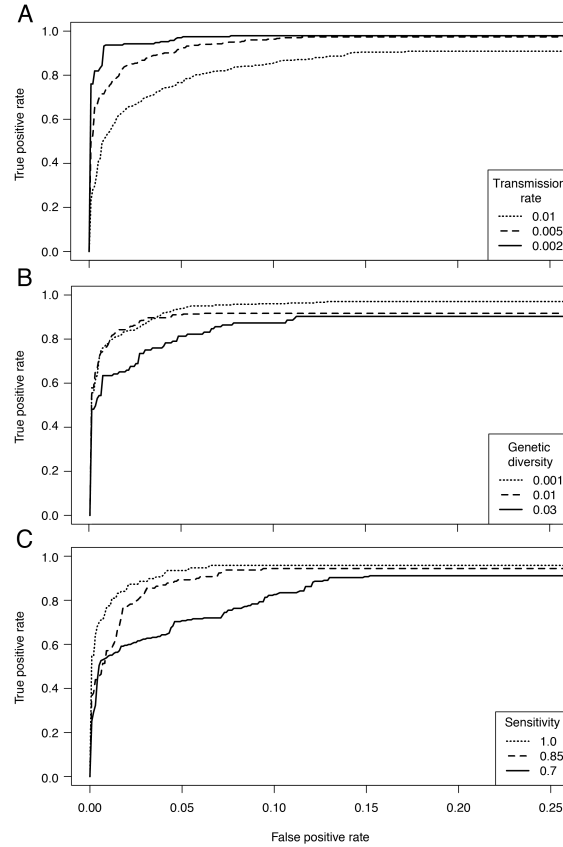 A
True positive rate
1.0
0.8
0.6
0.4
0.2
0.0
Transmission
rate
0.01
0.005
0.002
B
True positive rate
1.0
0.8
0.6
0.4
0.2
0.0
Genetic
diversity
0.001
0.01
0.03
C
True positive rate
1.0
0.8
0.6
0.4
0.2
0.0
Sensitivity
1.0
0.85
0.7
0.00 0.05 0.10 0.15 0.20 0.25
False positive rate